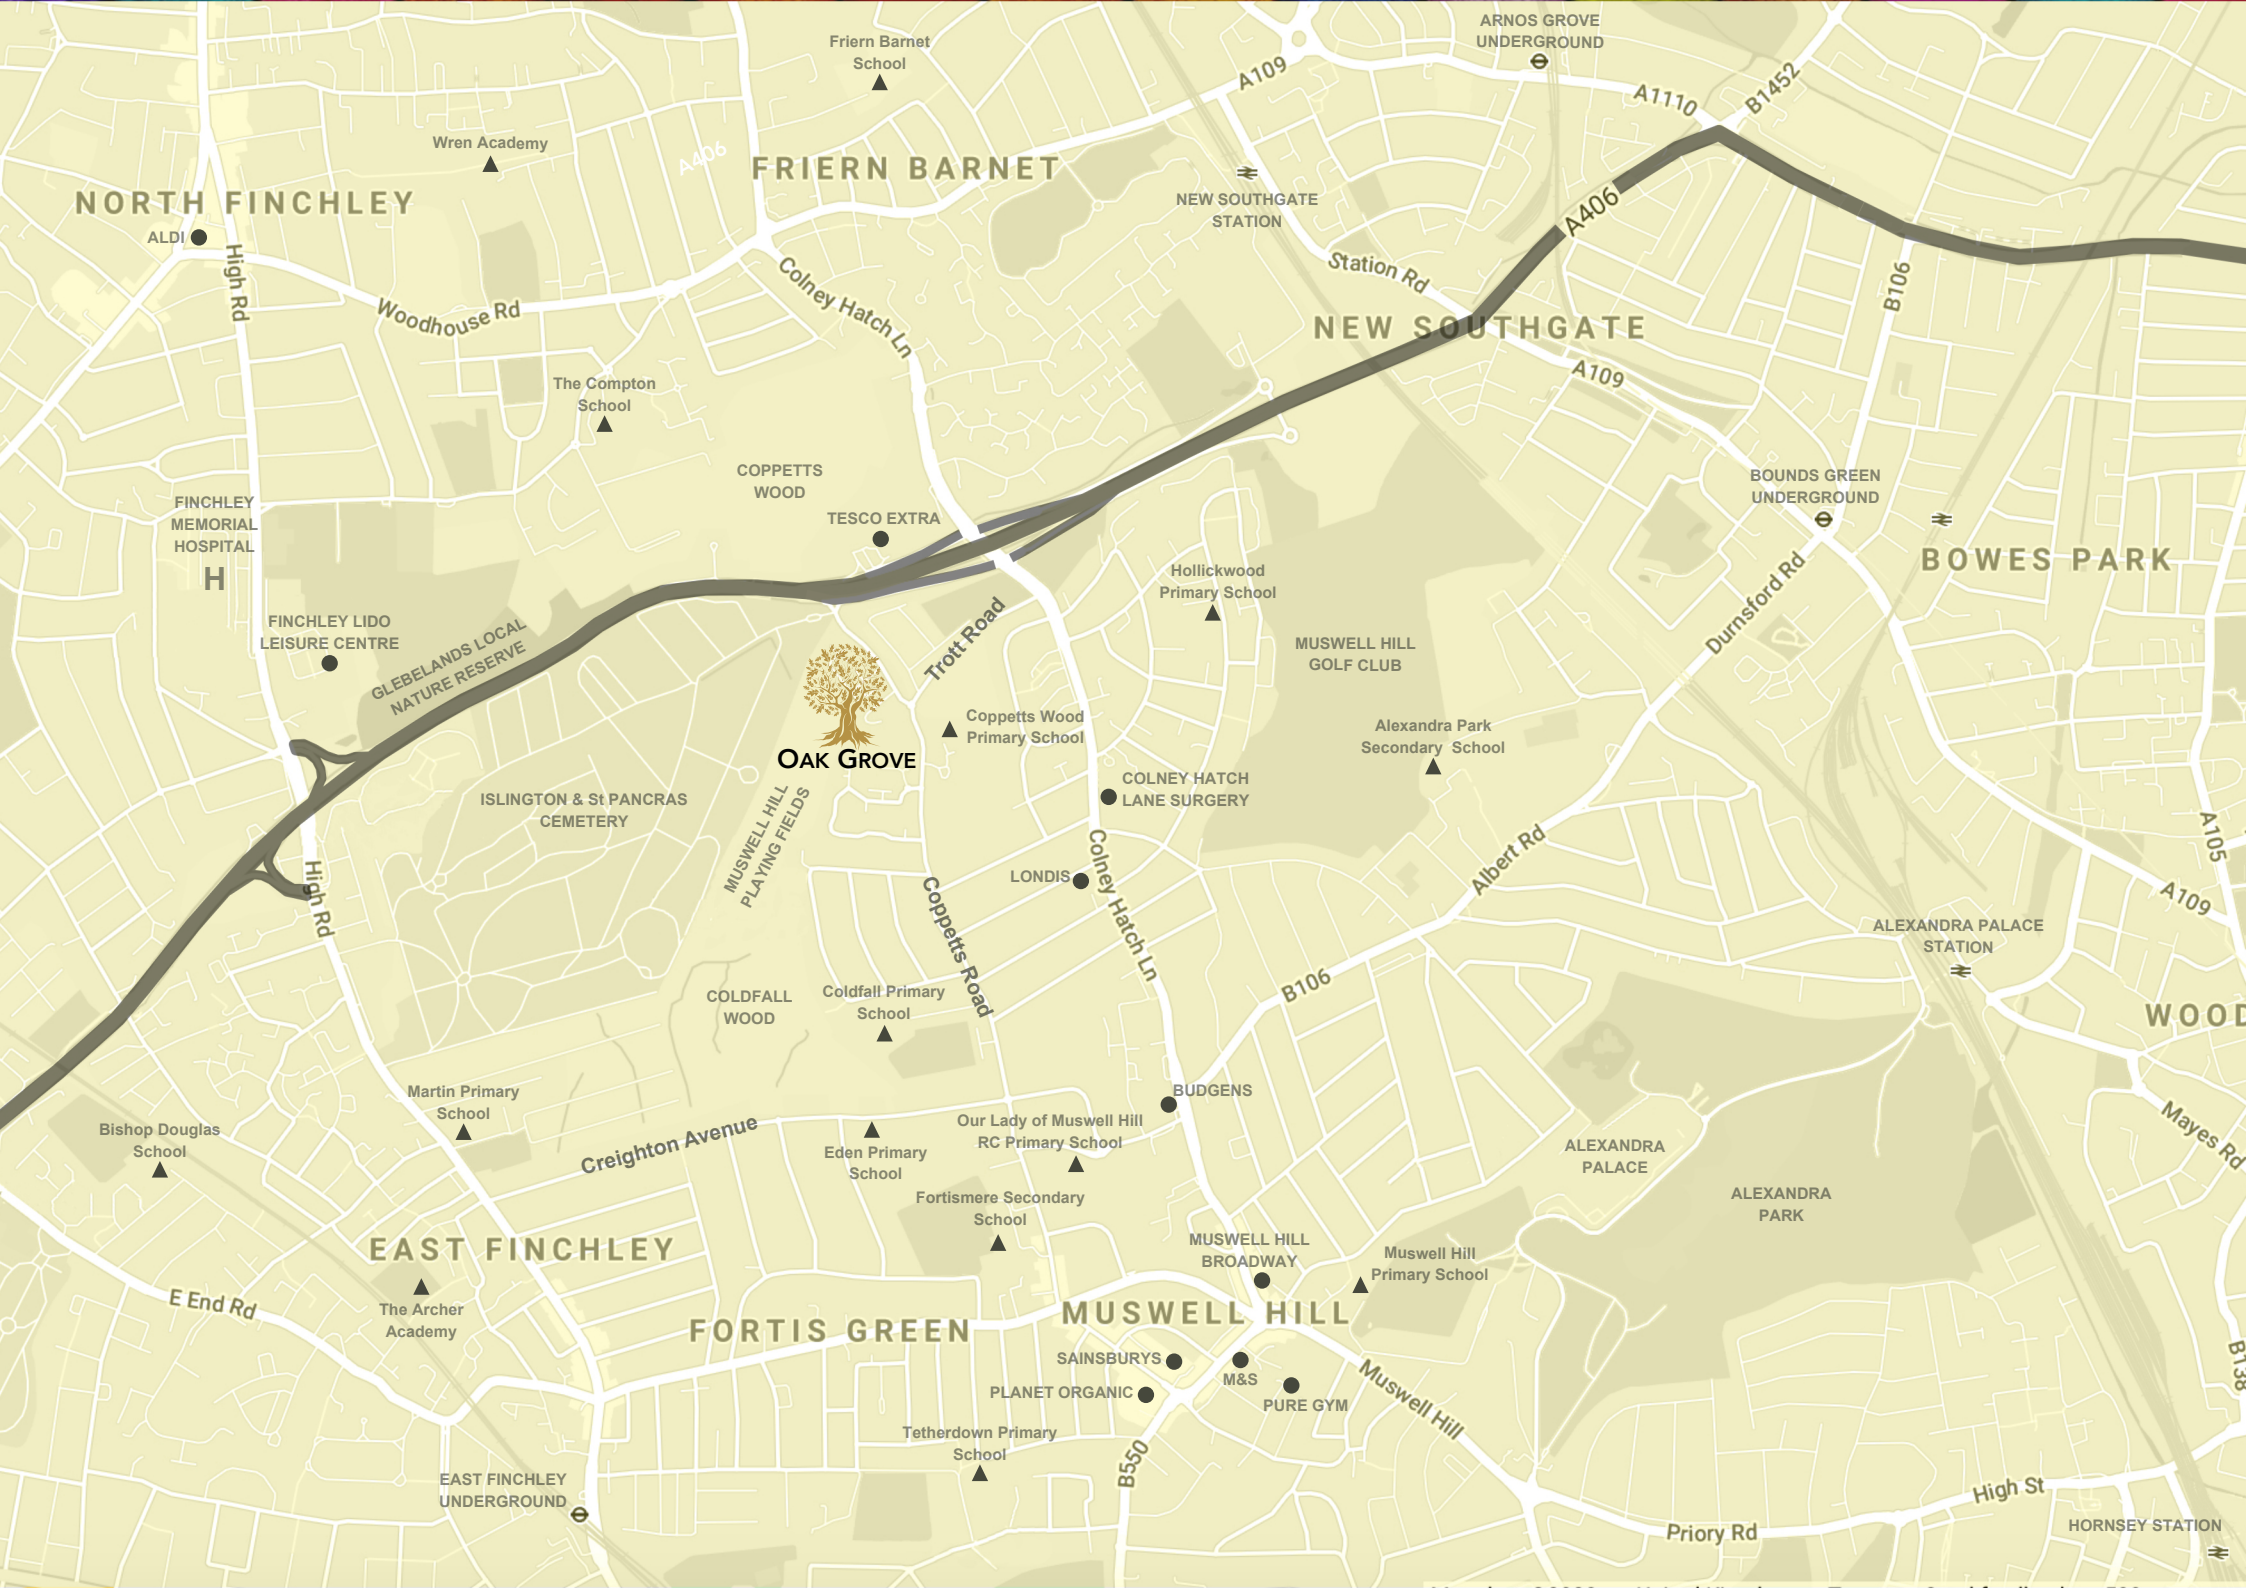 ARNOS GROVE
UNDERGROUND
Friern Barnet
School
A109
A1110
B1452
Wren Academy
A406
FRIERN BARNET
NEW SOUTHGATE
STATION
A406
NORTH FINCHLEY
ALDI
High Rd
Woodhouse Rd
Colney Hatch Ln
Station Rd
B106
NEW SOUTHGATE
A109
The Compton
School
COPPETTS
WOOD
TESCO EXTRA
FINCHLEY
MEMORIAL
HOSPITAL
H
BOUNDS GREEN
UNDERGROUND
BOWES PARK
Hollickwood
Primary School
Durnsford Rd
FINCHLEY LIDO
LEISURE CENTRE
GLEBELANDS LOCAL
NATURE RESERVE
Trott Road
MUSWELL HILL
GOLF CLUB
OAK GROVE
Coppetts Wood
Primary School
Alexandra Park
Secondary School
COLNEY HATCH
LANE SURGERY
ISLINGTON & St PANCRAS
CEMETERY
MUSWELL HILL
PLAYING FIELDS
High Rd
LONDIS
Colney Hatch Ln
Albert Rd
A105
A109
Coppetts Road
ALEXANDRA PALACE
STATION
B106
COLDFALL
WOOD
Coldfall Primary
School
WOOD
Martin Primary
School
BUDGENS
Bishop Douglas
School
Creighton Avenue
Eden Primary
School
Our Lady of Muswell Hill
RC Primary School
Mayes Rd
ALEXANDRA
PALACE
ALEXANDRA
PARK
Fortismere Secondary
School
EAST FINCHLEY
MUSWELL HILL
BROADWAY
Muswell Hill
Primary School
E End Rd
The Archer
Academy
FORTIS GREEN
MUSWELL HILL
SAINSBURYS
M&S
PLANET ORGANIC
PURE GYM
Muswell Hill
B138
Tetherdown Primary
School
B550
EAST FINCHLEY
UNDERGROUND
High St
Priory Rd
HORNSEY STATION